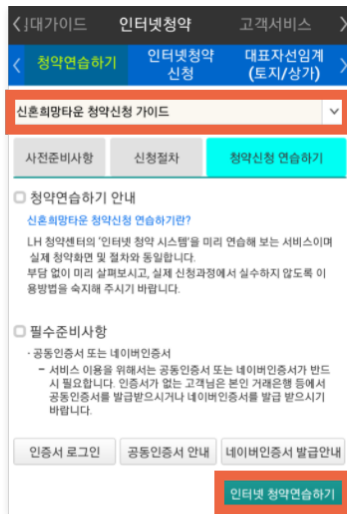 대가이드 인터넷청약 고객서비스
청약연습하기 인터넷청약 신청 대표자선임계 (토지/상가)
신혼희망타운 청약신청 가이드
사전준비사항 신청절차 청약신청 연습하기
청약연습하기 안내
신혼희망타운 청약신청 연습하기란?
LH 청약센터의 '인터넷 청약 시스템'을 미리 연습해 보는 서비스이며
실제 청약화면 및 절차와 동일합니다.
부담 없이 미리 살펴보시고, 실제 신청과정에서 실수하지 않도록 이
용방법을 숙지해 주시기 바랍니다.
필수준비사항
· 공동인증서 또는 네이버인증서
- 서비스 이용을 위해서는 공동인증서 또는 네이버인증서가 반드
시 필요합니다. 인증서가 없는 고객님은 본인 거래은행 등에서
공동인증서를 발급받으시거나 네이버인증서를 발급 받으시기
바랍니다.
인증서 로그인 공동인증서 안내 네이버인증서 발급안내
인터넷 청약연습하기